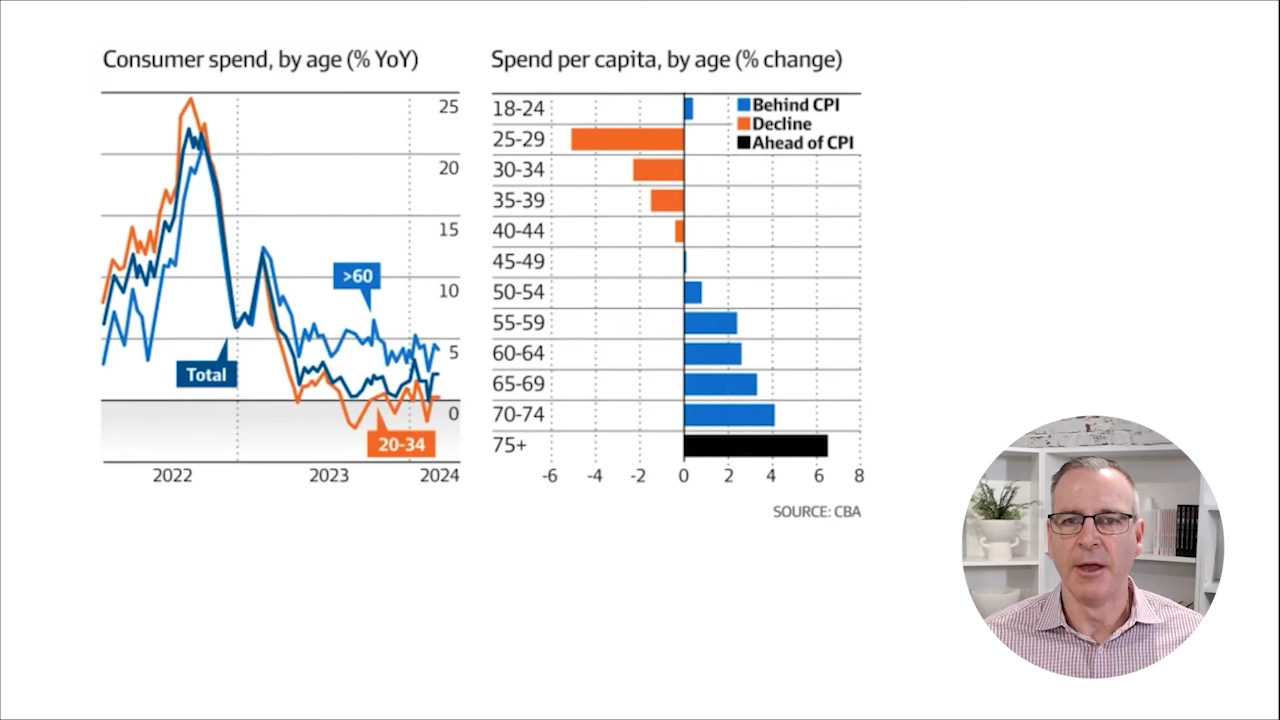 Consumer spend, by age (% YoY)
25
20
15
10
5
0
>60
Total
20-34
2022
2023
2024
Spend per capita, by age (% change)
Behind CPI
Decline
Ahead of CPI
18-24
25-29
30-34
35-39
40-44
45-49
50-54
55-59
60-64
65-69
70-74
75+
-6 -4 -2 0 2 4 6 8
SOURCE: CBA